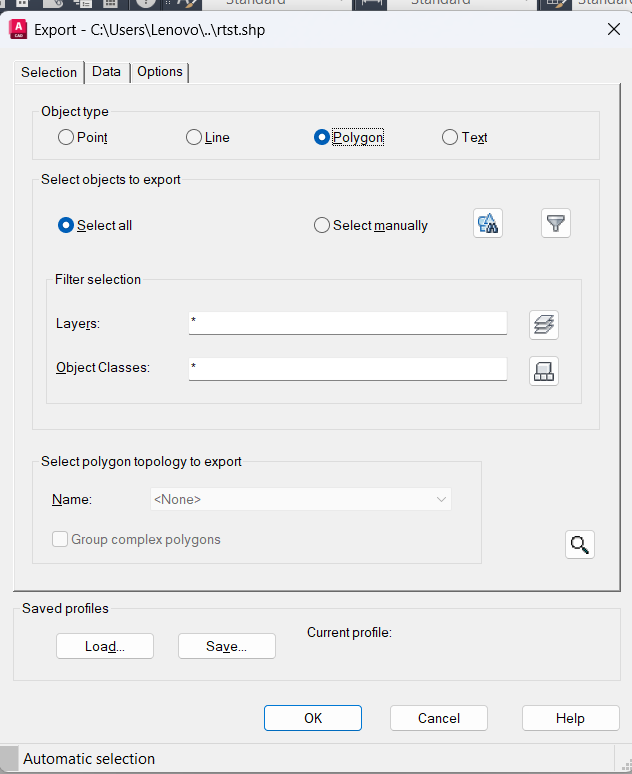 Standard
Standard
Standard
A
CAD
Export - C:\Users\Lenovo\..\rtst.shp
Selection Data Options
Object type
Point Line Polygon Text
Select objects to export
Select all Select manually
Filter selection
Layers: *
Object Classes: *
Select polygon topology to export
Name: <None>
Group complex polygons
Saved profiles
Load... Save... Current profile:
OK Cancel Help
Automatic selection